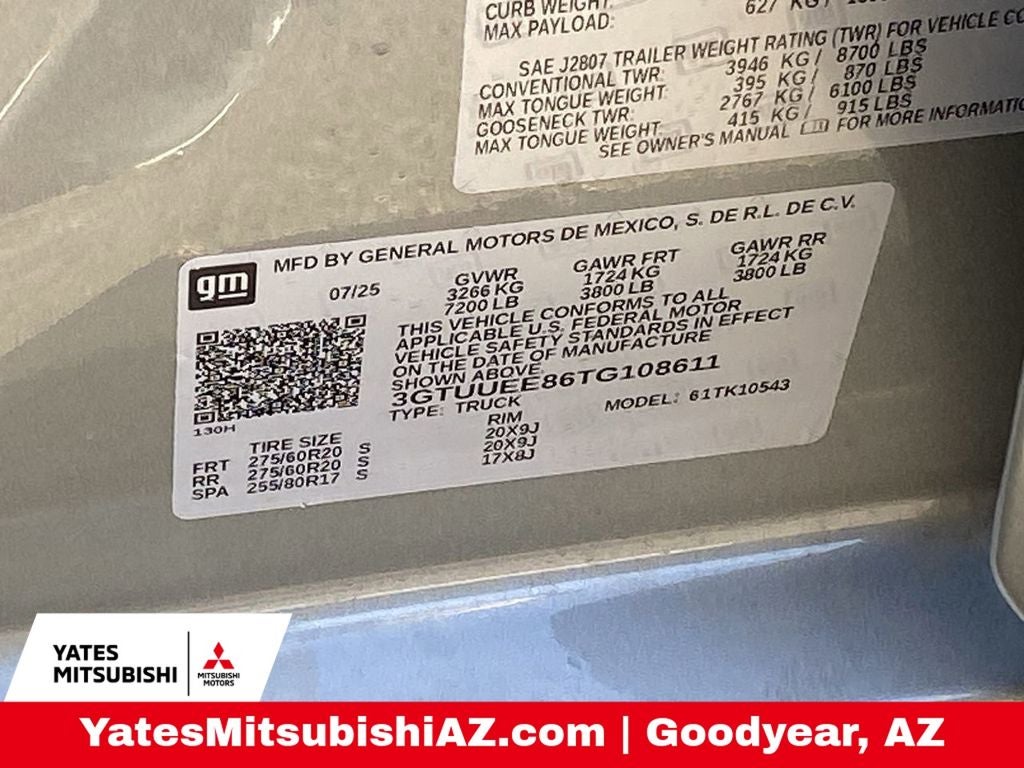 CURB WEIGHT:
MAX PAYLOAD: 627 KG/
SAE J2807 TRAILER WEIGHT RATING (TWR) FOR VEHICLE
CONVENTIONAL TWR: 3946 KG/ 8700 LBS
MAX TONGUE WEIGHT: 395 KG/ 870 LBS
GOOSENECK TWR: 2767 KG/ 6100 LBS
MAX TONGUE WEIGHT: 415 KG/ 915 LBS
SEE OWNER'S MANUAL FOR MORE INFORMATIO
gm
MFD BY GENERAL MOTORS DE MEXICO, S. DE R.L. DE C.V.
07/25 GVWR GAWR FRT GAWR RR
3266 KG 1724 KG 1724 KG
7200 LB 3800 LB 3800 LB
THIS VEHICLE CONFORMS TO ALL
APPLICABLE U.S. FEDERAL MOTOR
VEHICLE SAFETY STANDARDS IN EFFECT
ON THE DATE OF MANUFACTURE
SHOWN ABOVE.
3GTUUEE86TG108611
TYPE: TRUCK MODEL: 61TK10543
130H
TIRE SIZE RIM
FRT 275/60R20 S 20X9J
RR 275/60R20 S 20X9J
SPA 255/80R17 S 17X8J
YATES
MITSUBISHI
MITSUBISHI
MOTORS
YatesMitsubishiAZ.com | Goodyear, AZ